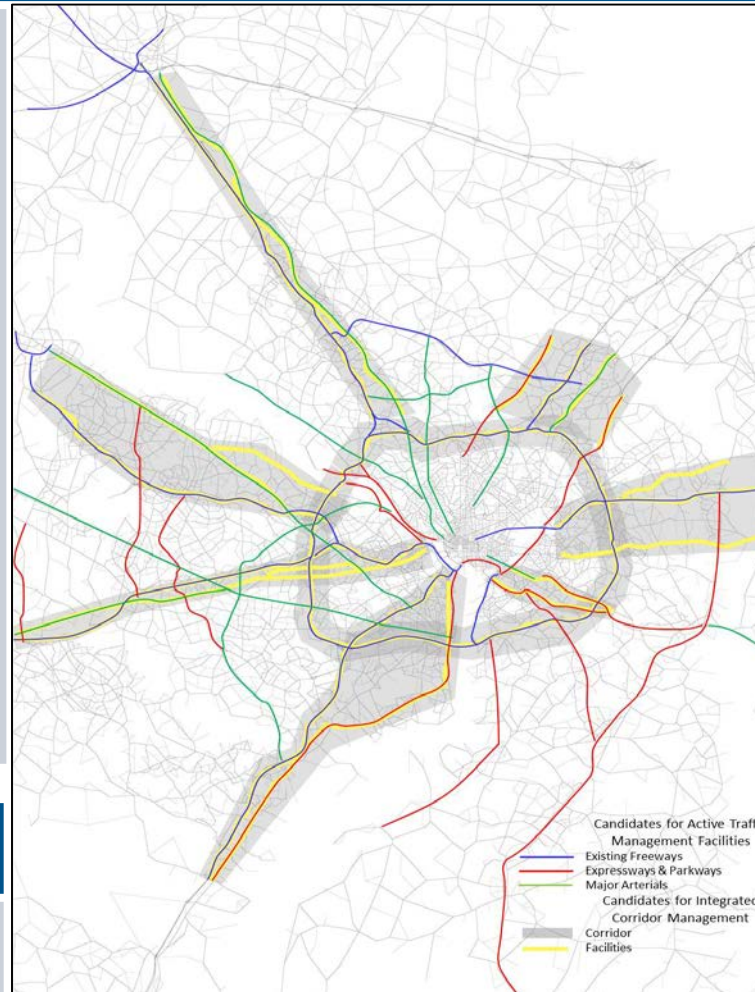 Candidates for Active Traff
Management Facilities
Existing Freeways
Expressways & Parkways
Major Arterials
Candidates for Integrated
Corridor Management
Corridor
Facilities